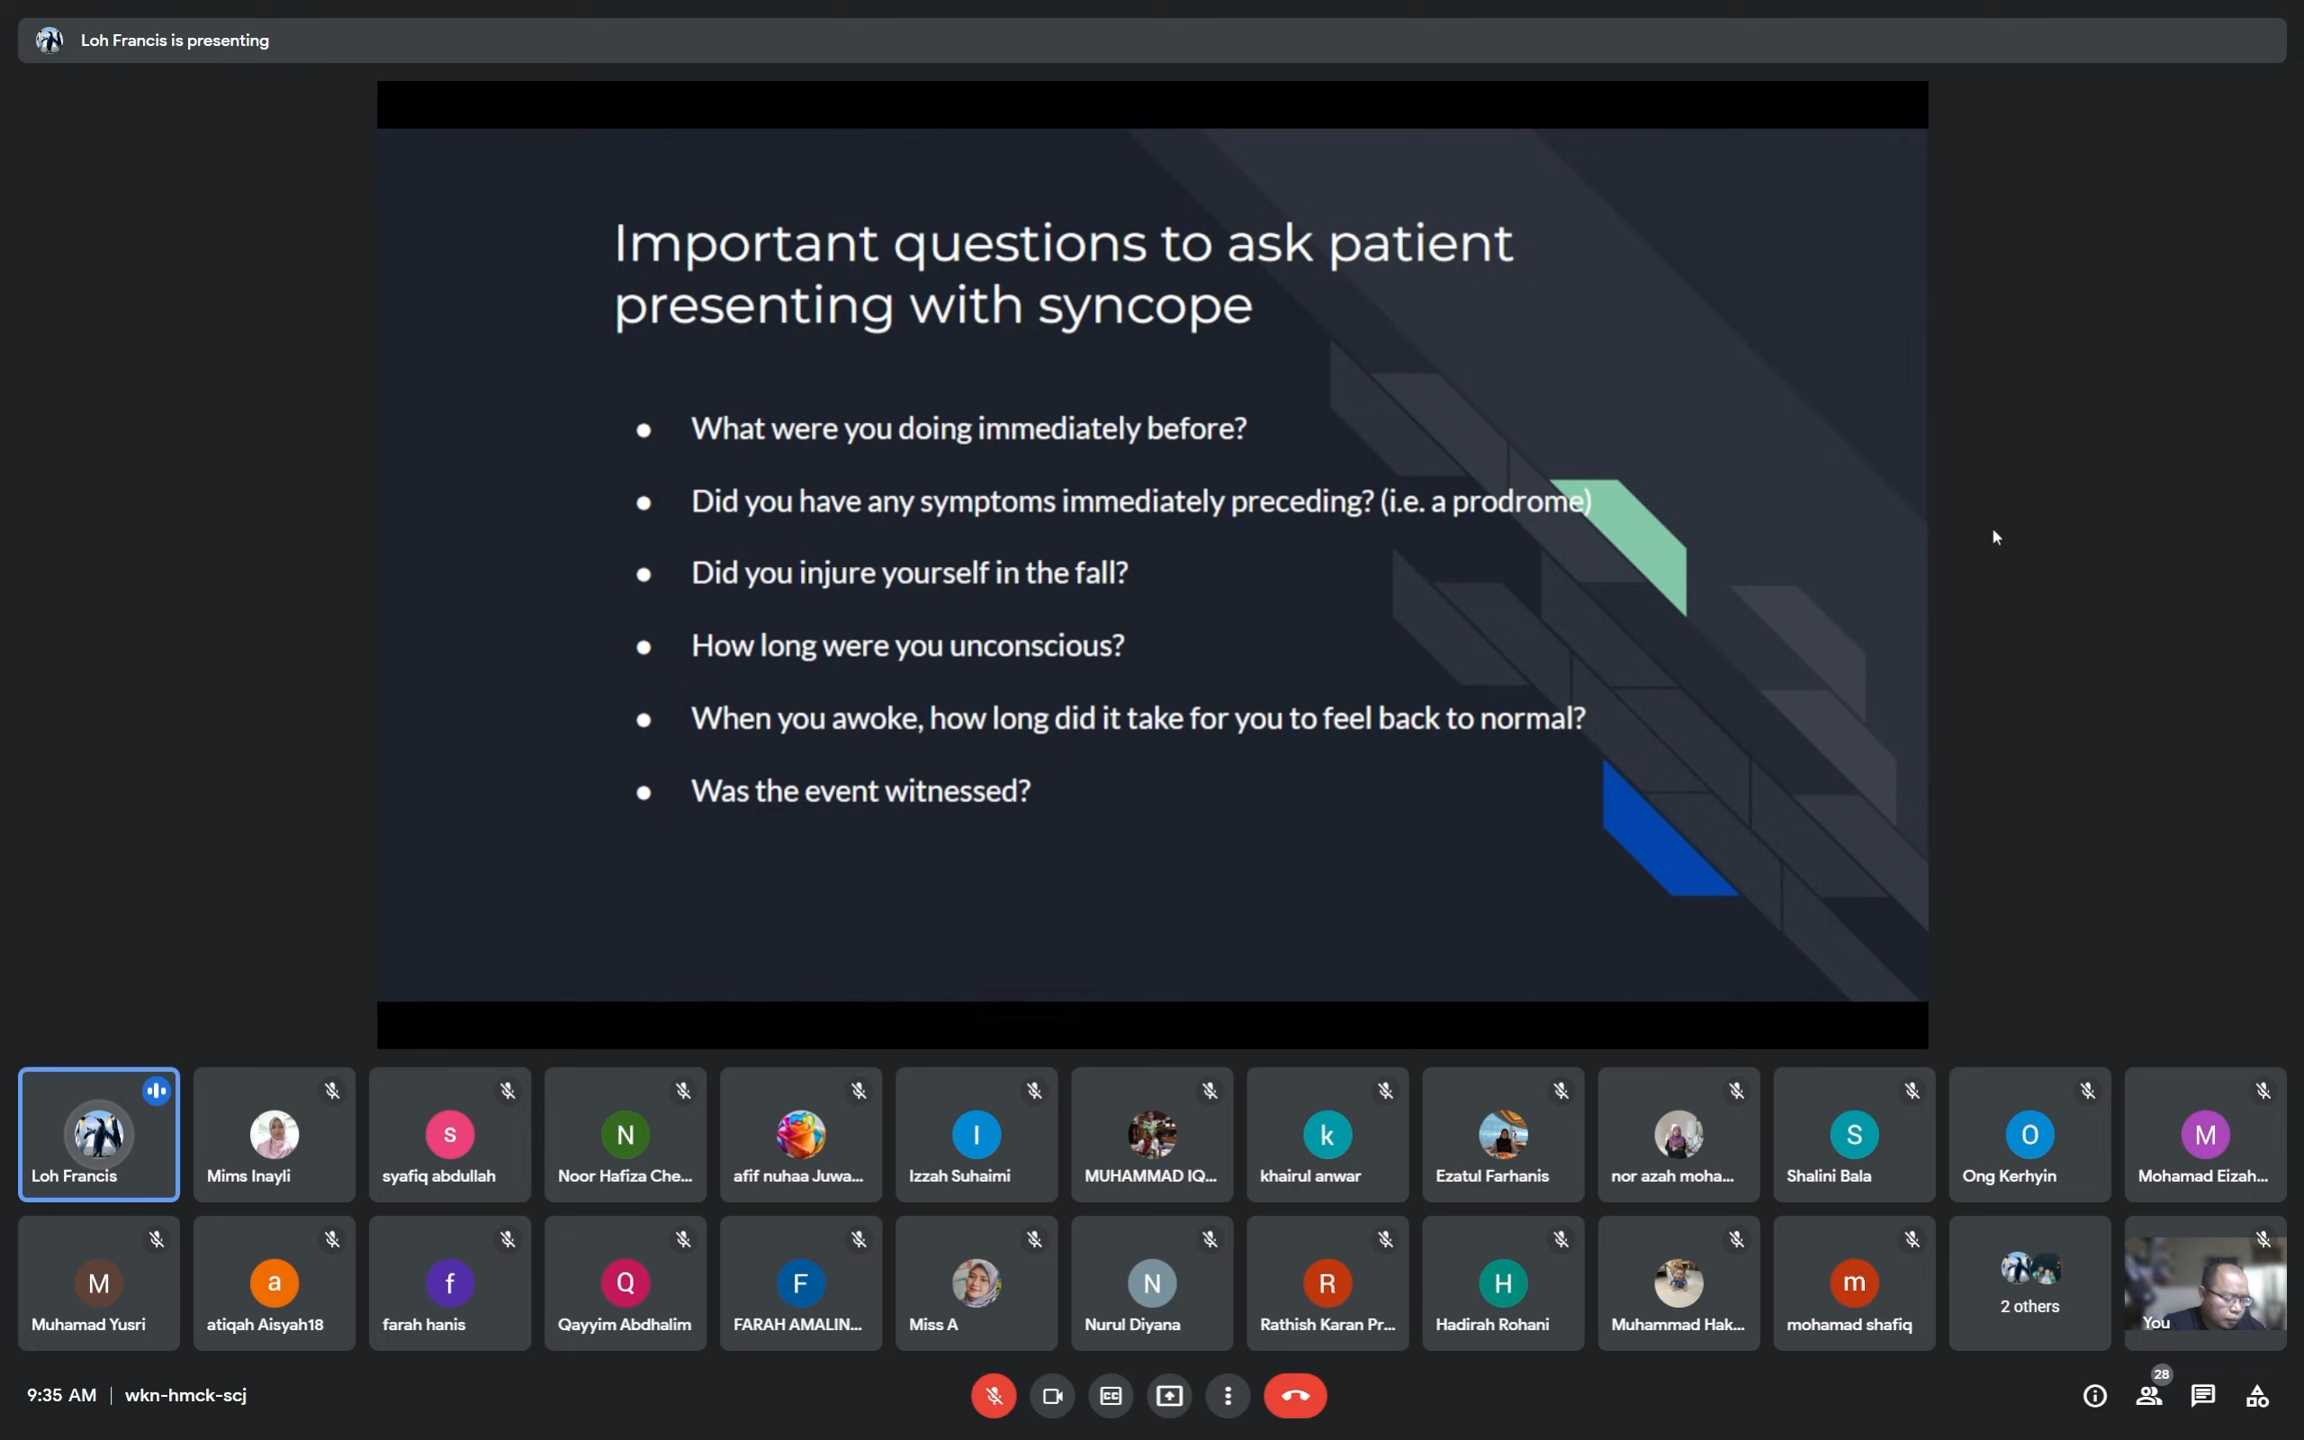 Loh Francis is presenting
Important questions to ask patient
presenting with syncope
● What were you doing immediately before?
● Did you have any symptoms immediately preceding? (i.e. a prodrome)
● Did you injure yourself in the fall?
● How long were you unconscious?
● When you awoke, how long did it take for you to feel back to normal?
● Was the event witnessed?
Loh Francis
Mims Inayli
s
syafiq abdullah
N
Noor Hafiza Che...
afif nuhaa Juwa...
I
Izzah Suhaimi
MUHAMMAD IQ...
k
khairul anwar
Ezatul Farhanis
nor azah moha...
S
Shalini Bala
O
Ong Kerhyin
M
Mohamad Eizah...
M
Muhamad Yusri
a
atiqah Aisyah18
f
farah hanis
Q
Qayyim Abdhalim
F
FARAH AMALIN...
Miss A
N
Nurul Diyana
R
Rathish Karan Pr...
H
Hadirah Rohani
Muhammad Hak...
m
mohamad shafiq
2 others
You
9:35 AM | wkn-hmck-scj
CC
28